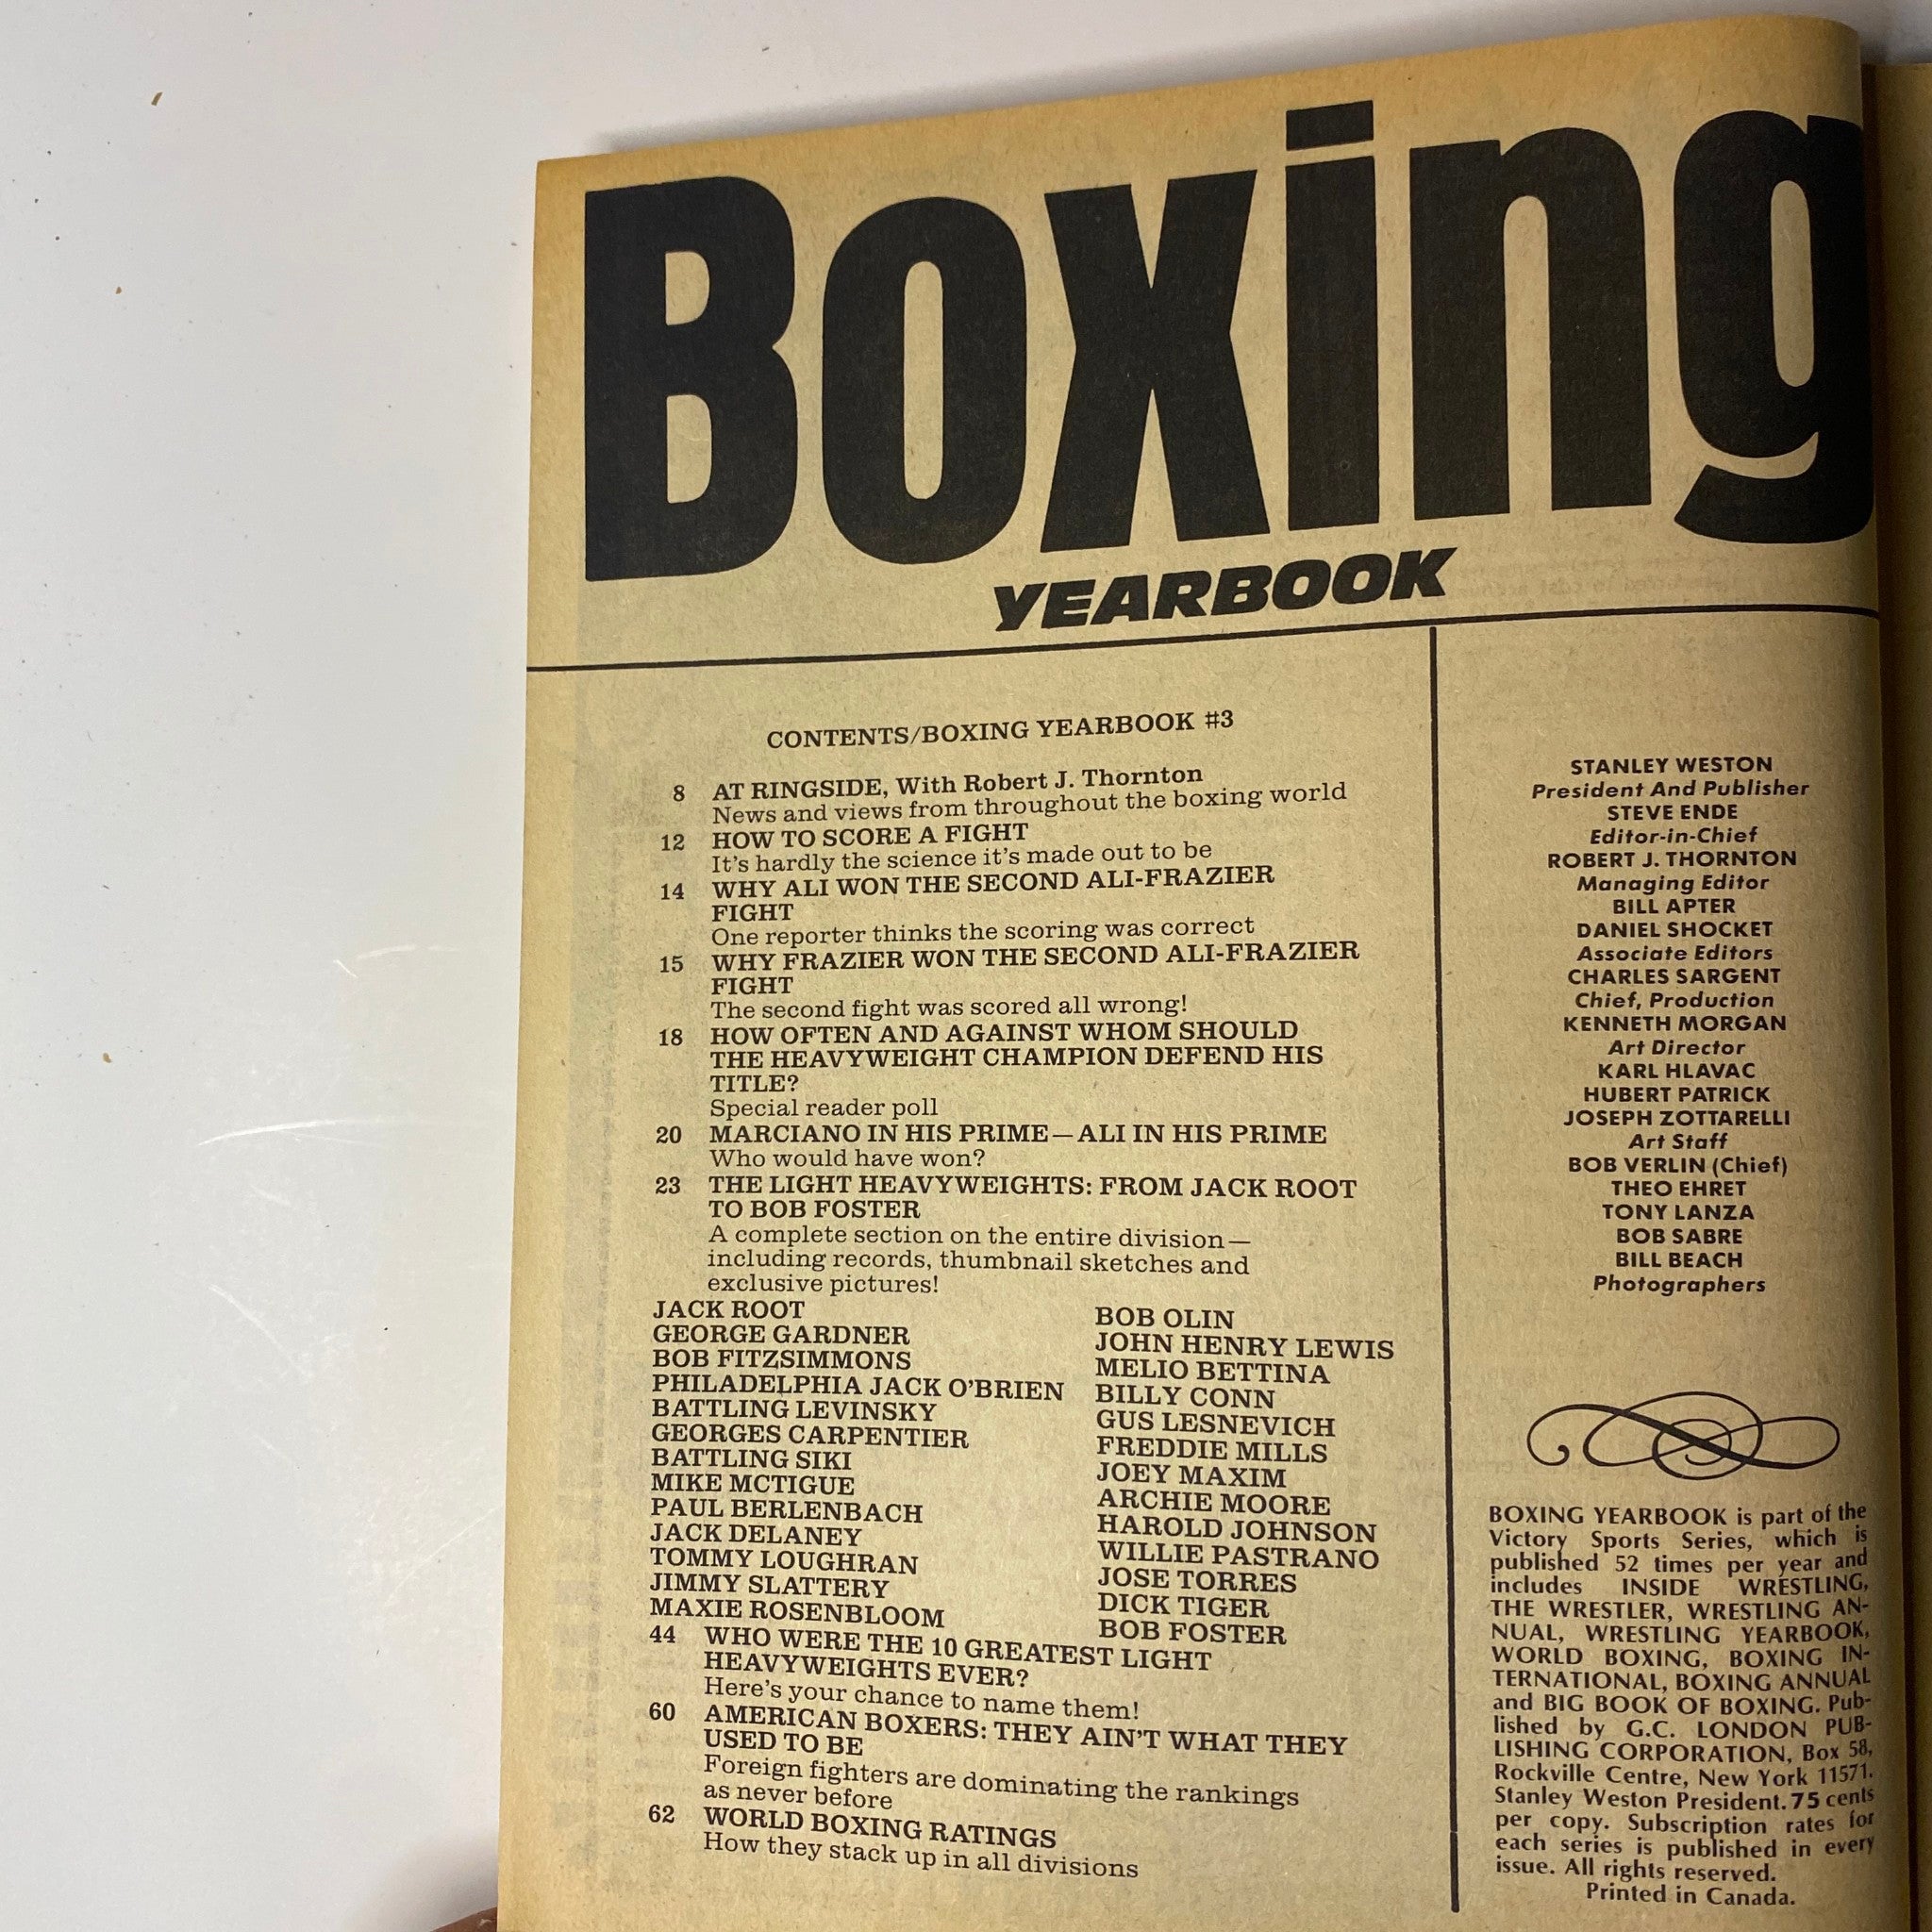 Boxing
YEARBOOK
CONTENTS/BOXING YEARBOOK #3
8 AT RINGSIDE, With Robert J. Thornton
News and views from throughout the boxing world
12 HOW TO SCORE A FIGHT
It's hardly the science it's made out to be
14 WHY ALI WON THE SECOND ALI-FRAZIER
FIGHT
One reporter thinks the scoring was correct
15 WHY FRAZIER WON THE SECOND ALI-FRAZIER
FIGHT
The second fight was scored all wrong!
18 HOW OFTEN AND AGAINST WHOM SHOULD
THE HEAVYWEIGHT CHAMPION DEFEND HIS
TITLE?
Special reader poll
20 MARCIANO IN HIS PRIME—ALI IN HIS PRIME
Who would have won?
23 THE LIGHT HEAVYWEIGHTS: FROM JACK ROOT
TO BOB FOSTER
A complete section on the entire division—
including records, thumbnail sketches and
exclusive pictures!
JACK ROOT
GEORGE GARDNER
BOB FITZSIMMONS
PHILADELPHIA JACK O'BRIEN
BATTLING LEVINSKY
GEORGES CARPENTIER
BATTLING SIKI
MIKE MCTIGUE
PAUL BERLENBACH
JACK DELANEY
TOMMY LOUGHRAN
JIMMY SLATTERY
MAXIE ROSENBLOOM
BOB OLIN
JOHN HENRY LEWIS
MELIO BETTINA
BILLY CONN
GUS LESNEVICH
FREDDIE MILLS
JOEY MAXIM
ARCHIE MOORE
HAROLD JOHNSON
WILLIE PASTRANO
JOSE TORRES
DICK TIGER
BOB FOSTER
44 WHO WERE THE 10 GREATEST LIGHT
HEAVYWEIGHTS EVER?
Here's your chance to name them!
60 AMERICAN BOXERS: THEY AIN'T WHAT THEY
USED TO BE
Foreign fighters are dominating the rankings
as never before
62 WORLD BOXING RATINGS
How they stack up in all divisions
STANLEY WESTON
President And Publisher
STEVE ENDE
Editor-in-Chief
ROBERT J. THORNTON
Managing Editor
BILL APTER
DANIEL SHOCKET
Associate Editors
CHARLES SARGENT
Chief, Production
KENNETH MORGAN
Art Director
KARL HLAVAC
HUBERT PATRICK
JOSEPH ZOTTARELLI
Art Staff
BOB VERLIN (Chief)
THEO EHRET
TONY LANZA
BOB SABRE
BILL BEACH
Photographers
BOXING YEARBOOK is part of the
Victory Sports Series, which is
published 52 times per year and
includes INSIDE WRESTLING,
THE WRESTLER, WRESTLING AN-
NUAL, WRESTLING YEARBOOK,
WORLD BOXING, BOXING IN-
TERNATIONAL, BOXING ANNUAL
and BIG BOOK OF BOXING. Pub-
lished by G.C. LONDON PUB-
LISHING CORPORATION, Box 58,
Rockville Centre, New York 11571.
Stanley Weston President. 75 cents
per copy. Subscription rates for
each series is published in every
issue. All rights reserved.
Printed in Canada.